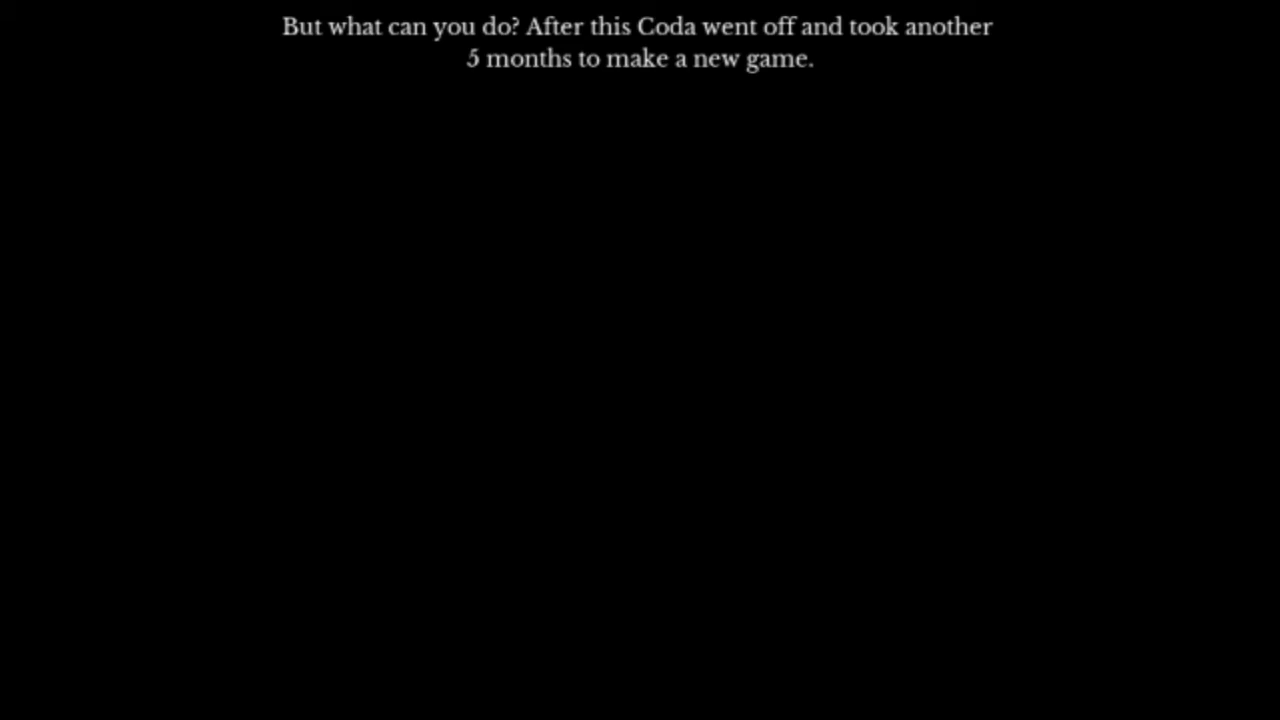 But what can you do? After this Coda went off and took another
5 months to make a new game.